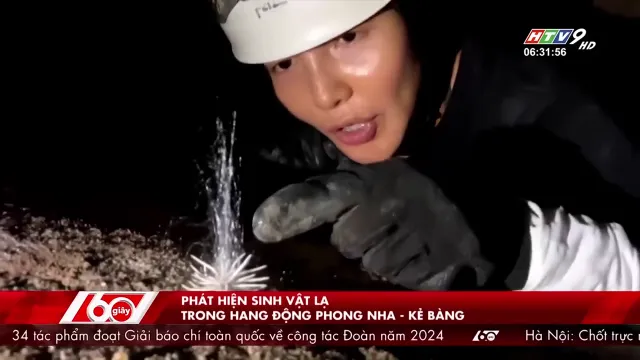 HTV9 HD
06:31:56
60 giây
PHÁT HIỆN SINH VẬT LẠ
TRONG HANG ĐỘNG PHONG NHA - KẺ BÀNG
34 tác phẩm đoạt Giải báo chí toàn quốc về công tác Đoàn năm 2024 60 Hà Nội: Chốt trực